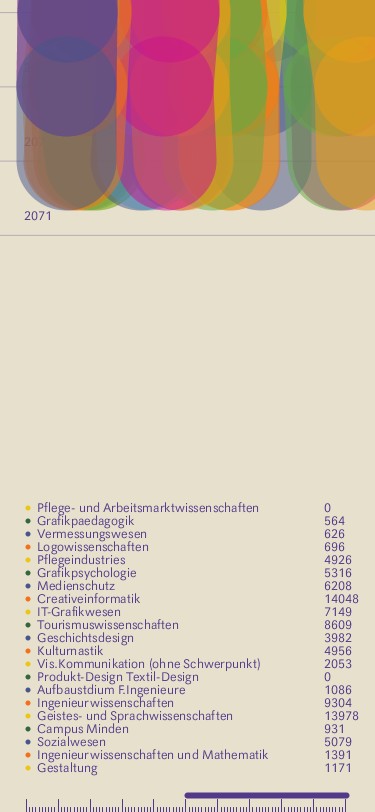 20
2071
Pflege- und Arbeitsmarktwissenschaften 0
Grafikpaedagogik 564
Vermessungswesen 626
Logowissenschaften 696
Pflegeindustries 4926
Grafikpsychologie 5316
Medienschutz 6208
Creativeinformatik 14048
IT-Grafikwesen 7149
Tourismuswissenschaften 8609
Geschichtsdesign 3982
Kulturnastik 4956
Vis.Kommunikation (ohne Schwerpunkt) 2053
Produkt-Design Textil-Design 0
Aufbaustdium F.Ingenieure 1086
Ingenieurwissenschaften 9304
Geistes- und Sprachwissenschaften 13978
Campus Minden 931
Sozialwesen 5079
Ingenieurwissenschaften und Mathematik 1391
Gestaltung 1171